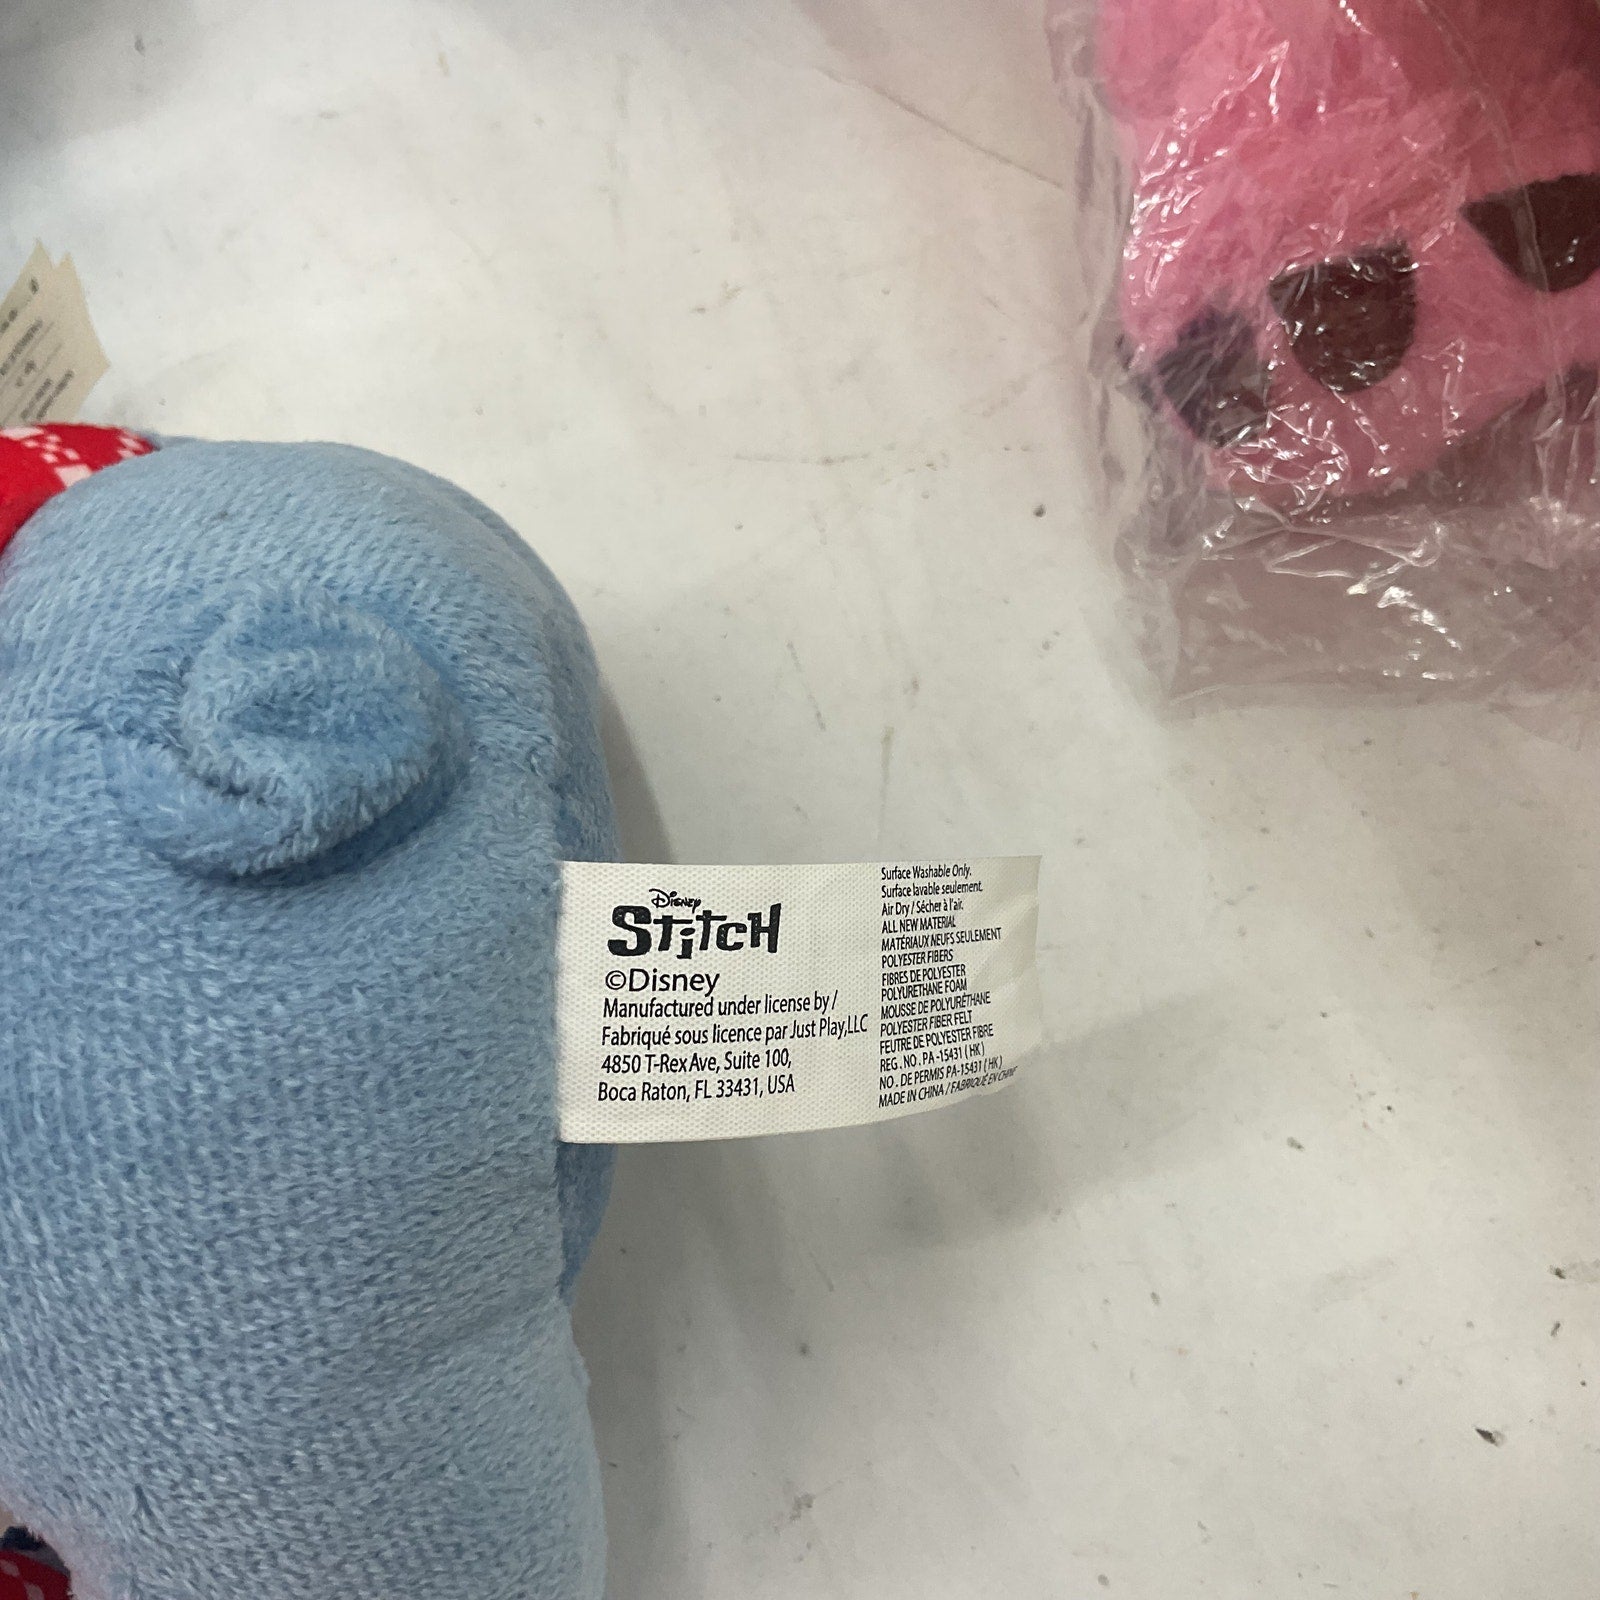 Disney
STiTCH
©Disney
Manufactured under license by /
Fabriqué sous licence par Just Play,LLC
4850 T-Rex Ave, Suite 100,
Boca Raton, FL 33431, USA
Surface Washable Only.
Surface lavable seulement.
Air Dry / Sécher à l'air.
ALL NEW MATERIAL
MATÉRIAUX NEUFS SEULEMENT
POLYESTER FIBERS
FIBRES DE POLYESTER
POLYURETHANE FOAM
MOUSSE DE POLYURÉTHANE
POLYESTER FIBER FELT
FEUTRE DE POLYESTER FIBRE
REG. NO. PA-15431 ( HK )
NO. DE PERMIS PA-15431 ( HK )
MADE IN CHINA / FABRIQUÉ EN CHINE